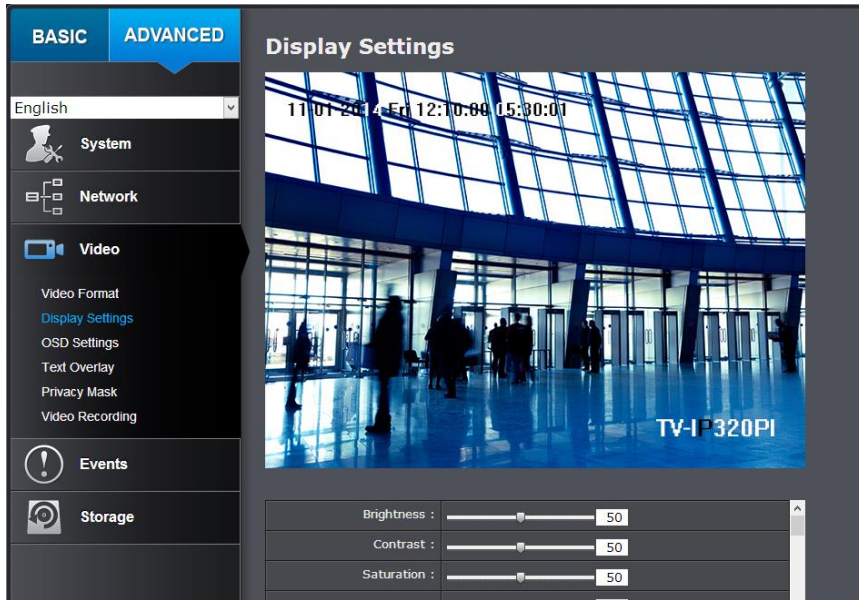 BASIC
ADVANCED
English
System
Network
Video
Video Format
Display Settings
OSD Settings
Text Overlay
Privacy Mask
Video Recording
Events
Storage
Display Settings
11-01-2014 Fri 12:10:00 05:30:01
TV-IP320PI
Brightness : 50
Contrast : 50
Saturation : 50